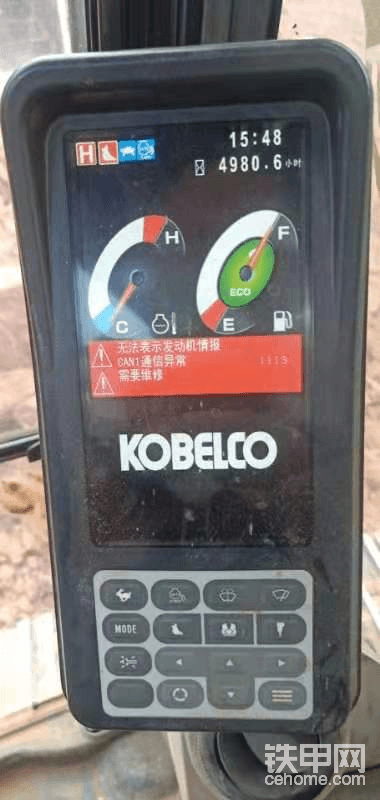 15:48
H
4980.6小时
H
F
ECO
C
E
无法表示发动机情报
CAN1通信异常
1113
需要维修
KOBELCO
MODE
铁甲网
cehome.com